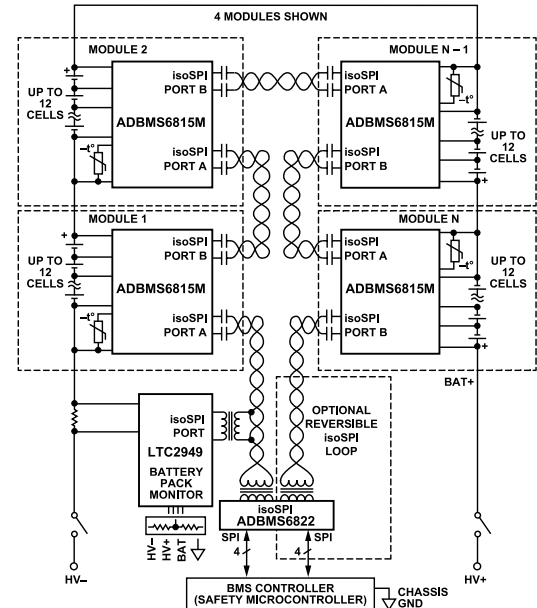 4 MODULES SHOWN
MODULE 2
+
UP TO
12
CELLS
–t°
ADBMS6815M
isoSPI
PORT B
isoSPI
PORT A
MODULE N – 1
isoSPI
PORT A
isoSPI
PORT B
ADBMS6815M
–t°
UP TO
12
CELLS
+
MODULE 1
+
UP TO
12
CELLS
–t°
ADBMS6815M
isoSPI
PORT B
isoSPI
PORT A
MODULE N
isoSPI
PORT A
isoSPI
PORT B
ADBMS6815M
–t°
UP TO
12
CELLS
+
BAT+
isoSPI
PORT
LTC2949
BATTERY
PACK
MONITOR
OPTIONAL
REVERSIBLE
isoSPI
LOOP
isoSPI
ADBMS6822
HV–
HV+
BAT
SPI
4
SPI
4
HV–
HV+
BMS CONTROLLER
(SAFETY MICROCONTROLLER)
CHASSIS
GND